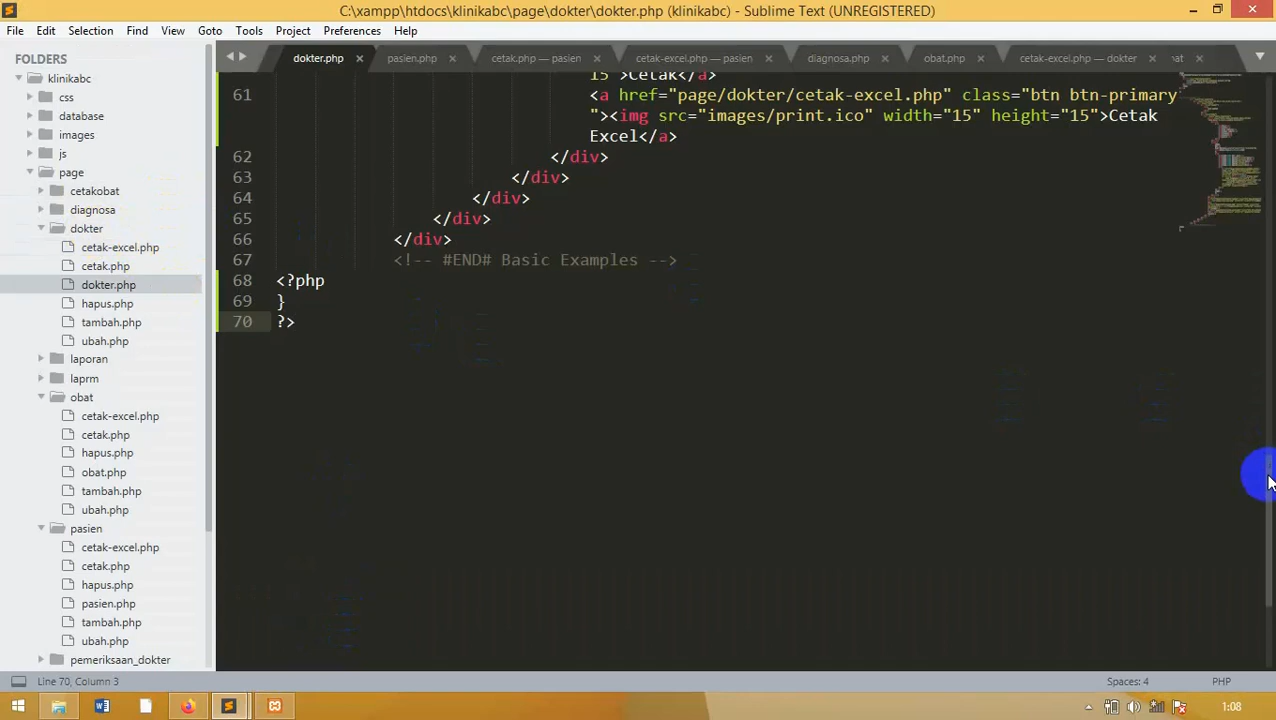 C:\xampp\htdocs\klinikabc\page\dokter\dokter.php (klinikabc) - Sublime Text (UNREGISTERED)
File Edit Selection Find View Goto Tools Project Preferences Help
FOLDERS
klinikabc
css
database
images
js
page
cetakobat
diagnosa
dokter
cetak-excel.php
cetak.php
dokter.php
hapus.php
tambah.php
ubah.php
laporan
laprm
obat
cetak-excel.php
cetak.php
hapus.php
obat.php
tambah.php
ubah.php
pasien
cetak-excel.php
cetak.php
hapus.php
pasien.php
tambah.php
ubah.php
pemeriksaan_dokter
dokter.php pasien.php cetak.php — pasien cetak-excel.php — pasien diagnosa.php obat.php cetak-excel.php — dokter
15">Cetak</a>
61 <a href="page/dokter/cetak-excel.php" class="btn btn-primary
"><img src="images/print.ico" width="15" height="15">Cetak
Excel</a>
62 </div>
63 </div>
64 </div>
65 </div>
66 </div>
67 <!-- #END# Basic Examples -->
68 <?php
69 }
70 ?>
Line 70, Column 3 Spaces: 4 PHP
1:08